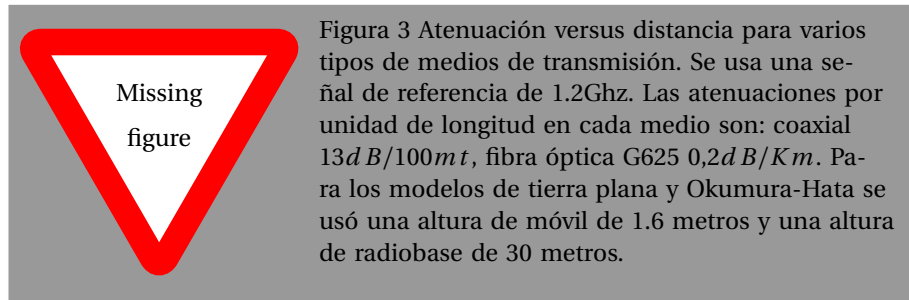 Missing
figure
Figura 3 Atenuación versus distancia para varios
tipos de medios de transmisión. Se usa una se-
ñal de referencia de 1.2Ghz. Las atenuaciones por
unidad de longitud en cada medio son: coaxial
13dB/100mt, fibra óptica G625 0,2dB/Km. Pa-
ra los modelos de tierra plana y Okumura-Hata se
usó una altura de móvil de 1.6 metros y una altura
de radiobase de 30 metros.